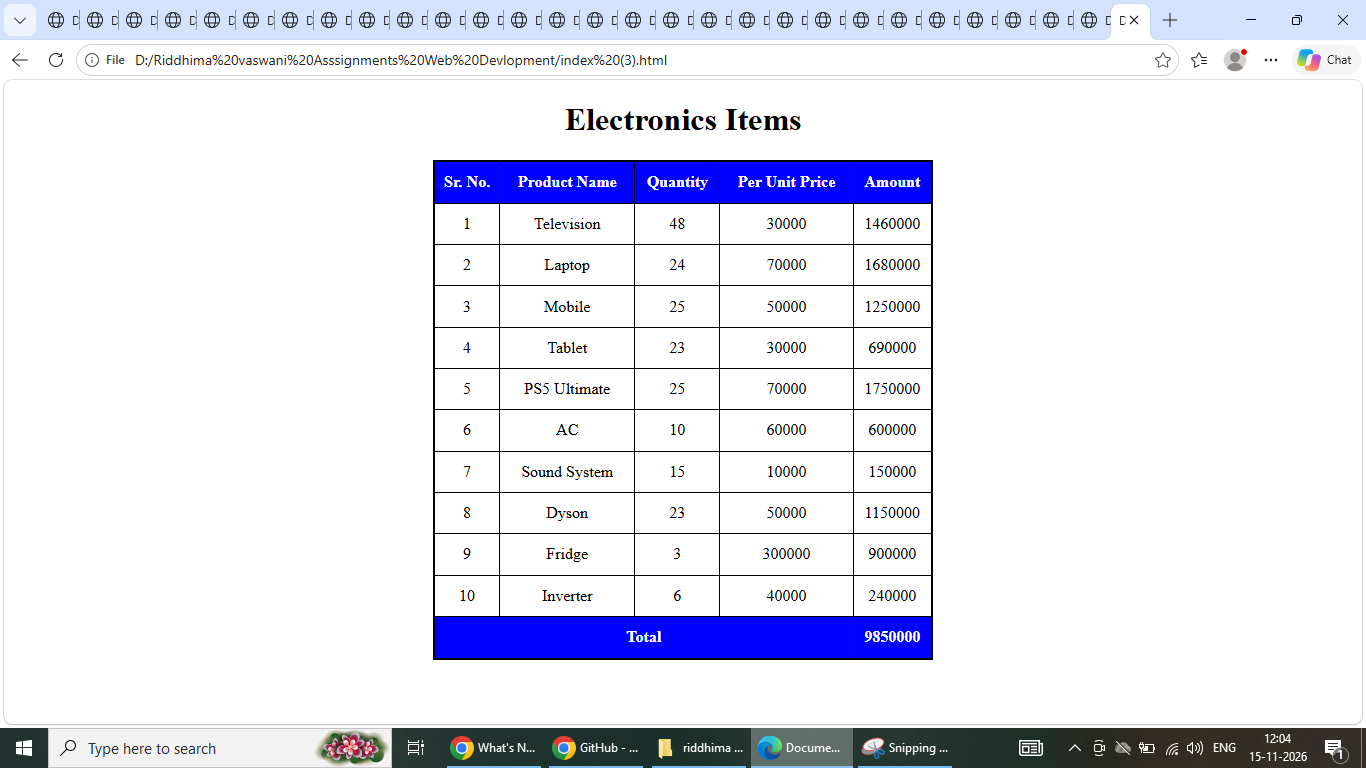 File D:/Riddhima%20vaswani%20Asssignments%20Web%20Devlopment/index%20(3).html
Chat
Electronics Items
Sr. No. Product Name Quantity Per Unit Price Amount
1 Television 48 30000 1460000
2 Laptop 24 70000 1680000
3 Mobile 25 50000 1250000
4 Tablet 23 30000 690000
5 PS5 Ultimate 25 70000 1750000
6 AC 10 60000 600000
7 Sound System 15 10000 150000
8 Dyson 23 50000 1150000
9 Fridge 3 300000 900000
10 Inverter 6 40000 240000
Total 9850000
Type here to search What's N... GitHub - ... riddhima ... Docume... Snipping ... ENG 12:04
15-11-2026 1